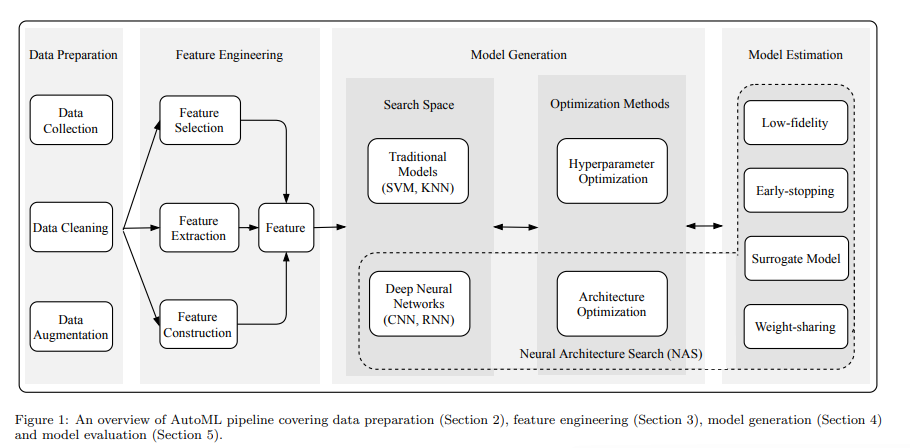 Data Preparation
Feature Engineering
Model Generation
Model Estimation
Data
Collection
Data Cleaning
Data
Augmentation
Feature
Selection
Feature
Extraction
Feature
Construction
Feature
Search Space
Traditional
Models
(SVM, KNN)
Deep Neural
Networks
(CNN, RNN)
Optimization Methods
Hyperparameter
Optimization
Architecture
Optimization
Neural Architecture Search (NAS)
Low-fidelity
Early-stopping
Surrogate Model
Weight-sharing
Figure 1: An overview of AutoML pipeline covering data preparation (Section 2), feature engineering (Section 3), model generation (Section 4)
and model evaluation (Section 5).